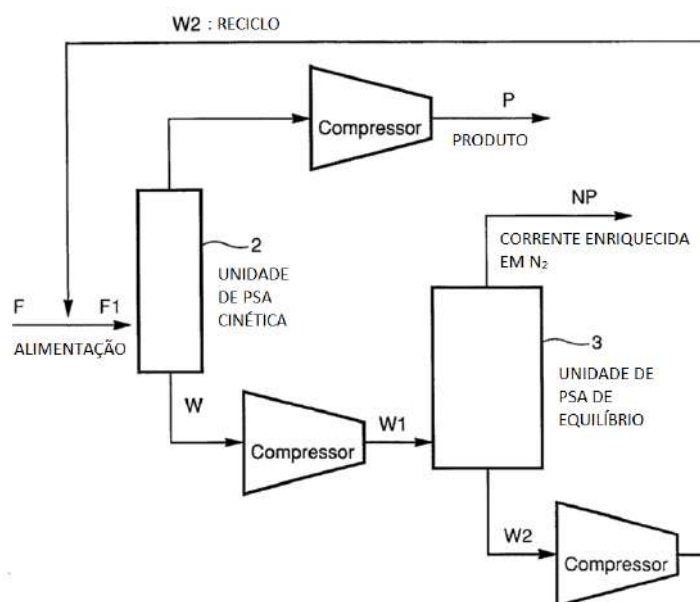 W2 : RECICLO
Compressor
P
PRODUTO
2
UNIDADE
DE PSA
CINÉTICA
NP
CORRENTE ENRIQUECIDA
EM N₂
F
F1
ALIMENTAÇÃO
3
UNIDADE DE
PSA DE
EQUILÍBRIO
W
Compressor
W1
W2
Compressor